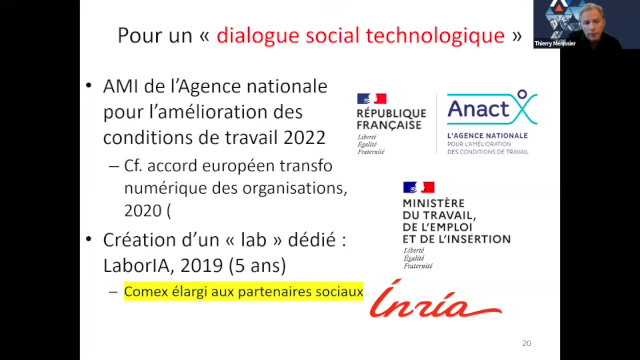 Pour un « dialogue social technologique »
Thierry Ménissier
• AMI de l'Agence nationale
pour l'amélioration des
conditions de travail 2022
– Cf. accord européen transfo
numérique des organisations,
2020 (
• Création d'un « lab » dédié :
LaborIA, 2019 (5 ans)
– Comex élargi aux partenaires sociaux
RÉPUBLIQUE
FRANÇAISE
Liberté
Égalité
Fraternité
Anact
L'AGENCE NATIONALE
POUR L'AMÉLIORATION
DES CONDITIONS DE TRAVAIL
MINISTÈRE
DU TRAVAIL,
DE L'EMPLOI
ET DE L'INSERTION
Liberté
Égalité
Fraternité
Inria
20